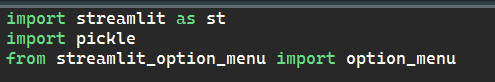 import streamlit as st
import pickle
from streamlit_option_menu import option_menu